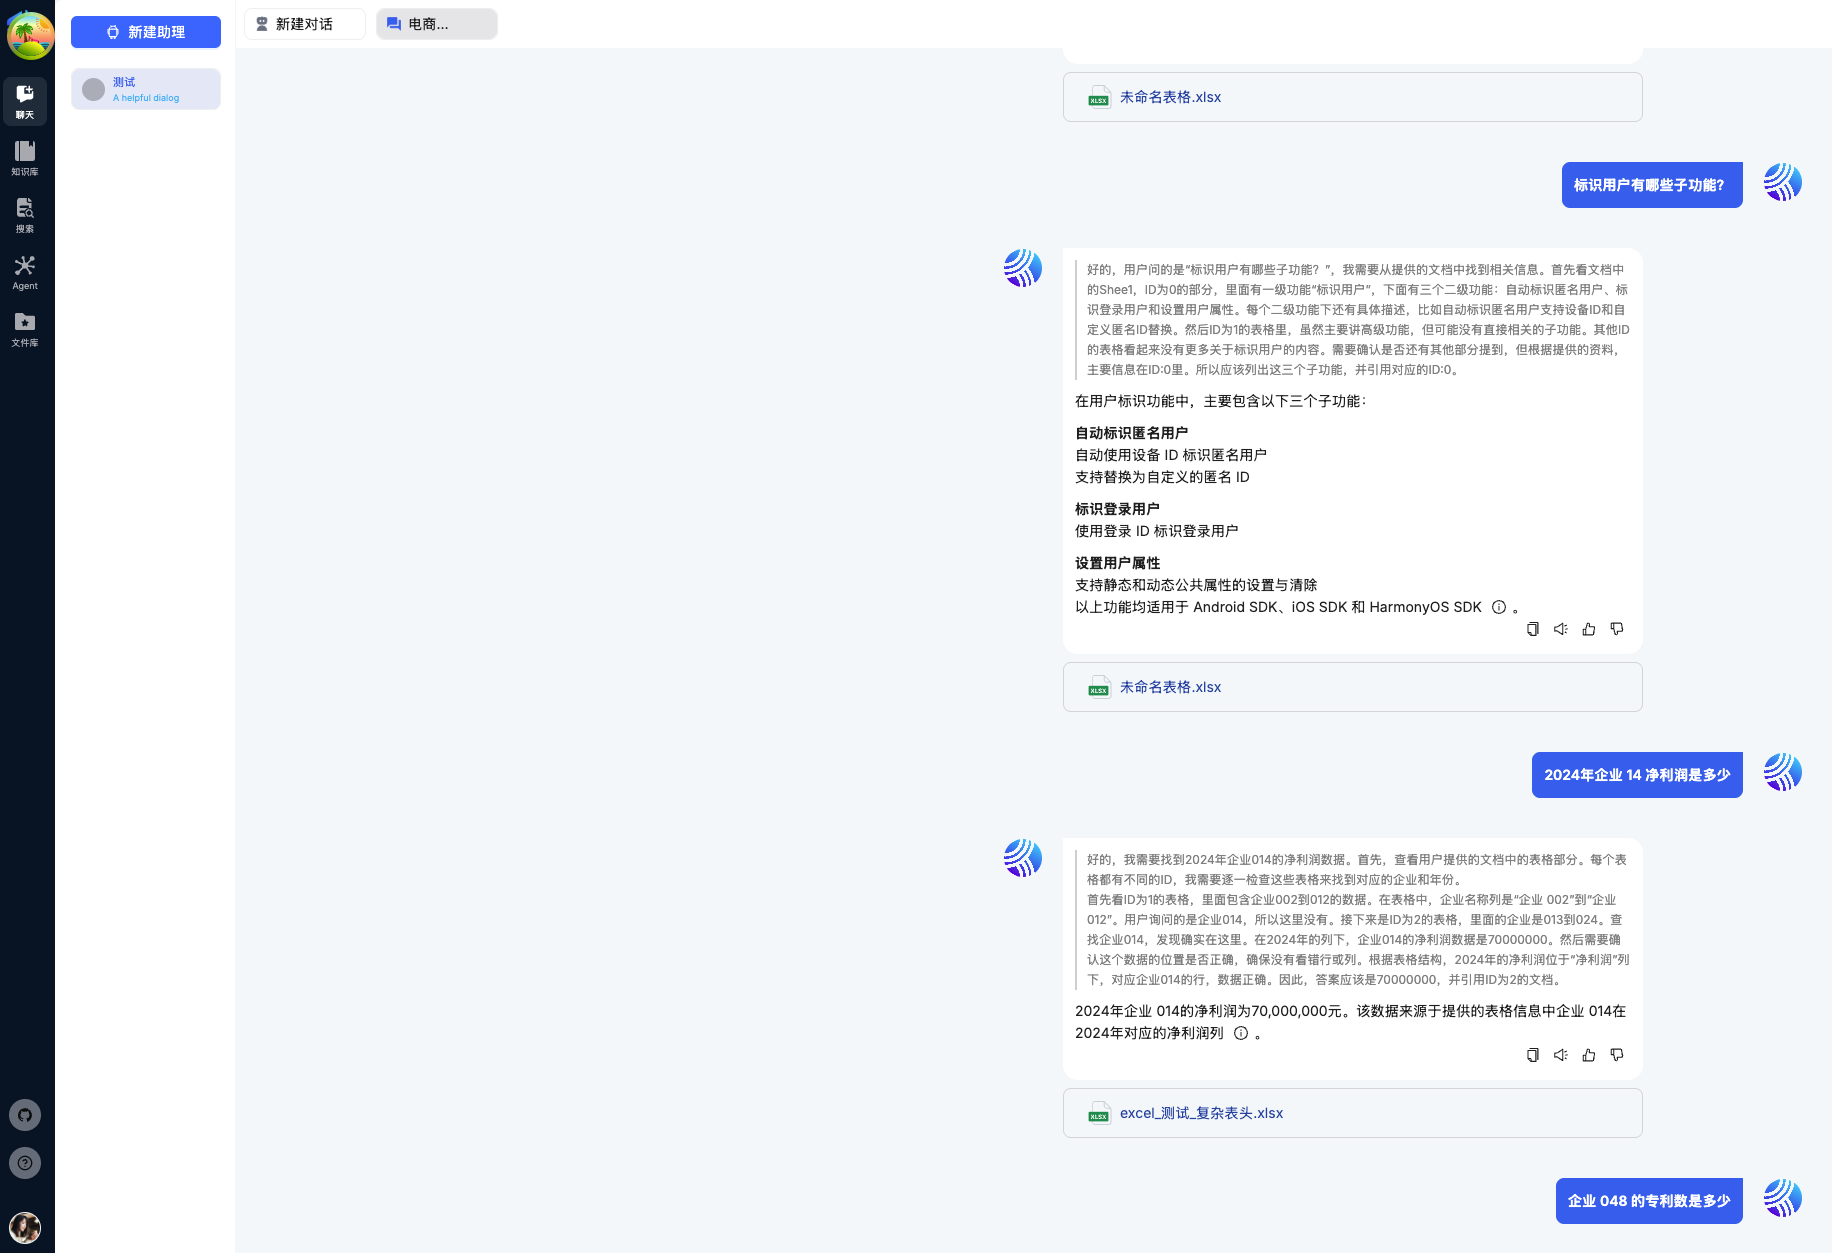 新建助理
测试
A helpful dialog
聊天
知识库
搜索
Agent
文件库
新建对话
电商...
XLSX
未命名表格.xlsx
标识用户有哪些子功能?
好的，用户问的是“标识用户有哪些子功能？”，我需要从提供的文档中找到相关信息。首先看文档中
的Shee1，ID为0的部分，里面有一级功能“标识用户”，下面有三个二级功能：自动标识匿名用户、标
识登录用户和设置用户属性。每个二级功能下还有具体描述，比如自动标识匿名用户支持设备ID和自
定义匿名ID替换。然后ID为1的表格里，虽然主要讲高级功能，但可能没有直接相关的子功能。其他ID
的表格看起来没有更多关于标识用户的内容。需要确认是否还有其他部分提到，但根据提供的资料，
主要信息在ID:0里。所以应该列出这三个子功能，并引用对应的ID:0。
在用户标识功能中，主要包含以下三个子功能：
自动标识匿名用户
自动使用设备 ID 标识匿名用户
支持替换为自定义的匿名 ID
标识登录用户
使用登录 ID 标识登录用户
设置用户属性
支持静态和动态公共属性的设置与清除
以上功能均适用于 Android SDK、iOS SDK 和 HarmonyOS SDK 。
XLSX
未命名表格.xlsx
2024年企业 14 净利润是多少
好的，我需要找到2024年企业014的净利润数据。首先，查看用户提供的文档中的表格部分。每个表
格都有不同的ID，我需要逐一检查这些表格来找到对应的企业和年份。
首先看ID为1的表格，里面包含企业002到012的数据。在表格中，企业名称列是“企业 002”到“企业
012”。用户询问的是企业014，所以这里没有。接下来是ID为2的表格，里面的企业是013到024。查
找企业014，发现确实在这里。在2024年的列下，企业014的净利润数据是70000000。然后需要确
认这个数据的位置是否正确，确保没有看错行或列。根据表格结构，2024年的净利润位于“净利润”列
下，对应企业014的行，数据正确。因此，答案应该是70000000，并引用ID为2的文档。
2024年企业 014的净利润为70,000,000元。该数据来源于提供的表格信息中企业 014在
2024年对应的净利润列 。
XLSX
excel_测试_复杂表头.xlsx
企业 048 的专利数是多少